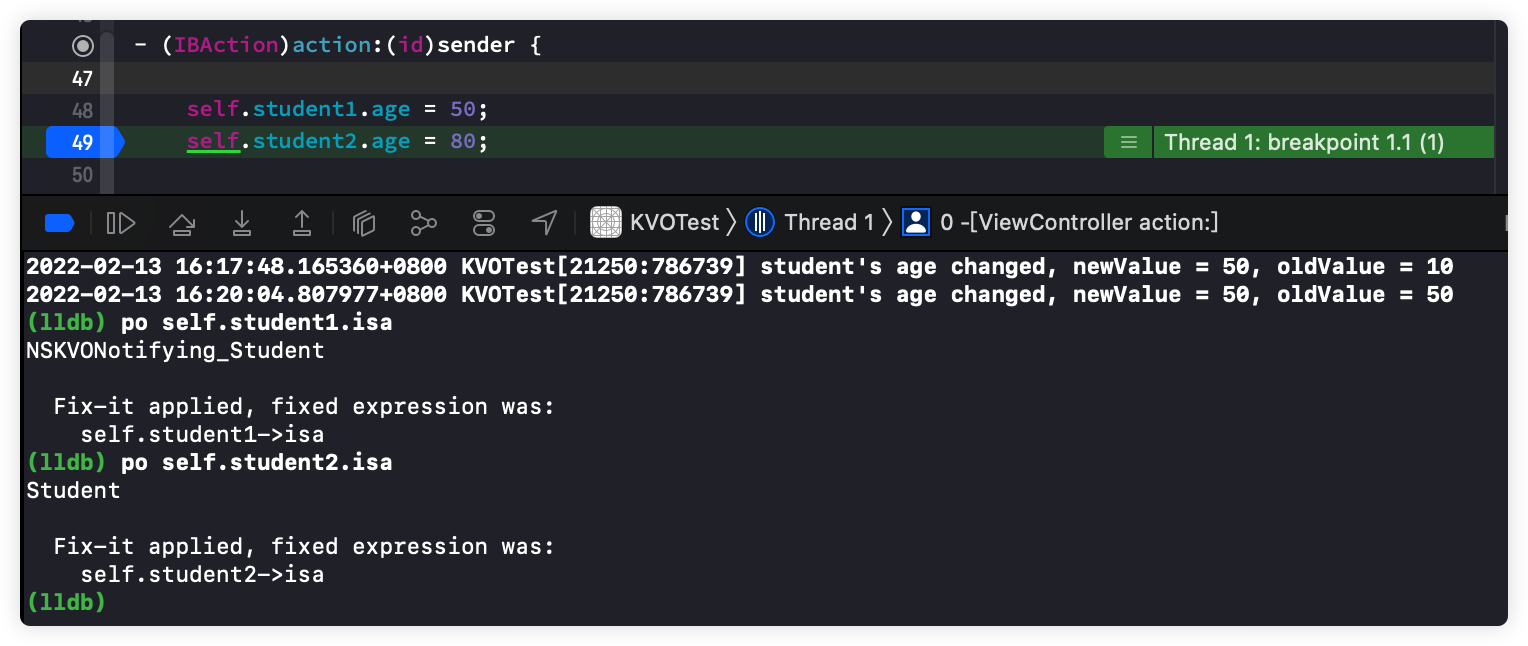 - (IBAction)action:(id)sender {
47
48 self.student1.age = 50;
49 self.student2.age = 80; Thread 1: breakpoint 1.1 (1)
50
KVOTest 〉 Thread 1 〉 0 -[ViewController action:]
2022-02-13 16:17:48.165360+0800 KVOTest[21250:786739] student's age changed, newValue = 50, oldValue = 10
2022-02-13 16:20:04.807977+0800 KVOTest[21250:786739] student's age changed, newValue = 50, oldValue = 50
(lldb) po self.student1.isa
NSKVONotifying_Student
Fix-it applied, fixed expression was:
self.student1->isa
(lldb) po self.student2.isa
Student
Fix-it applied, fixed expression was:
self.student2->isa
(lldb)